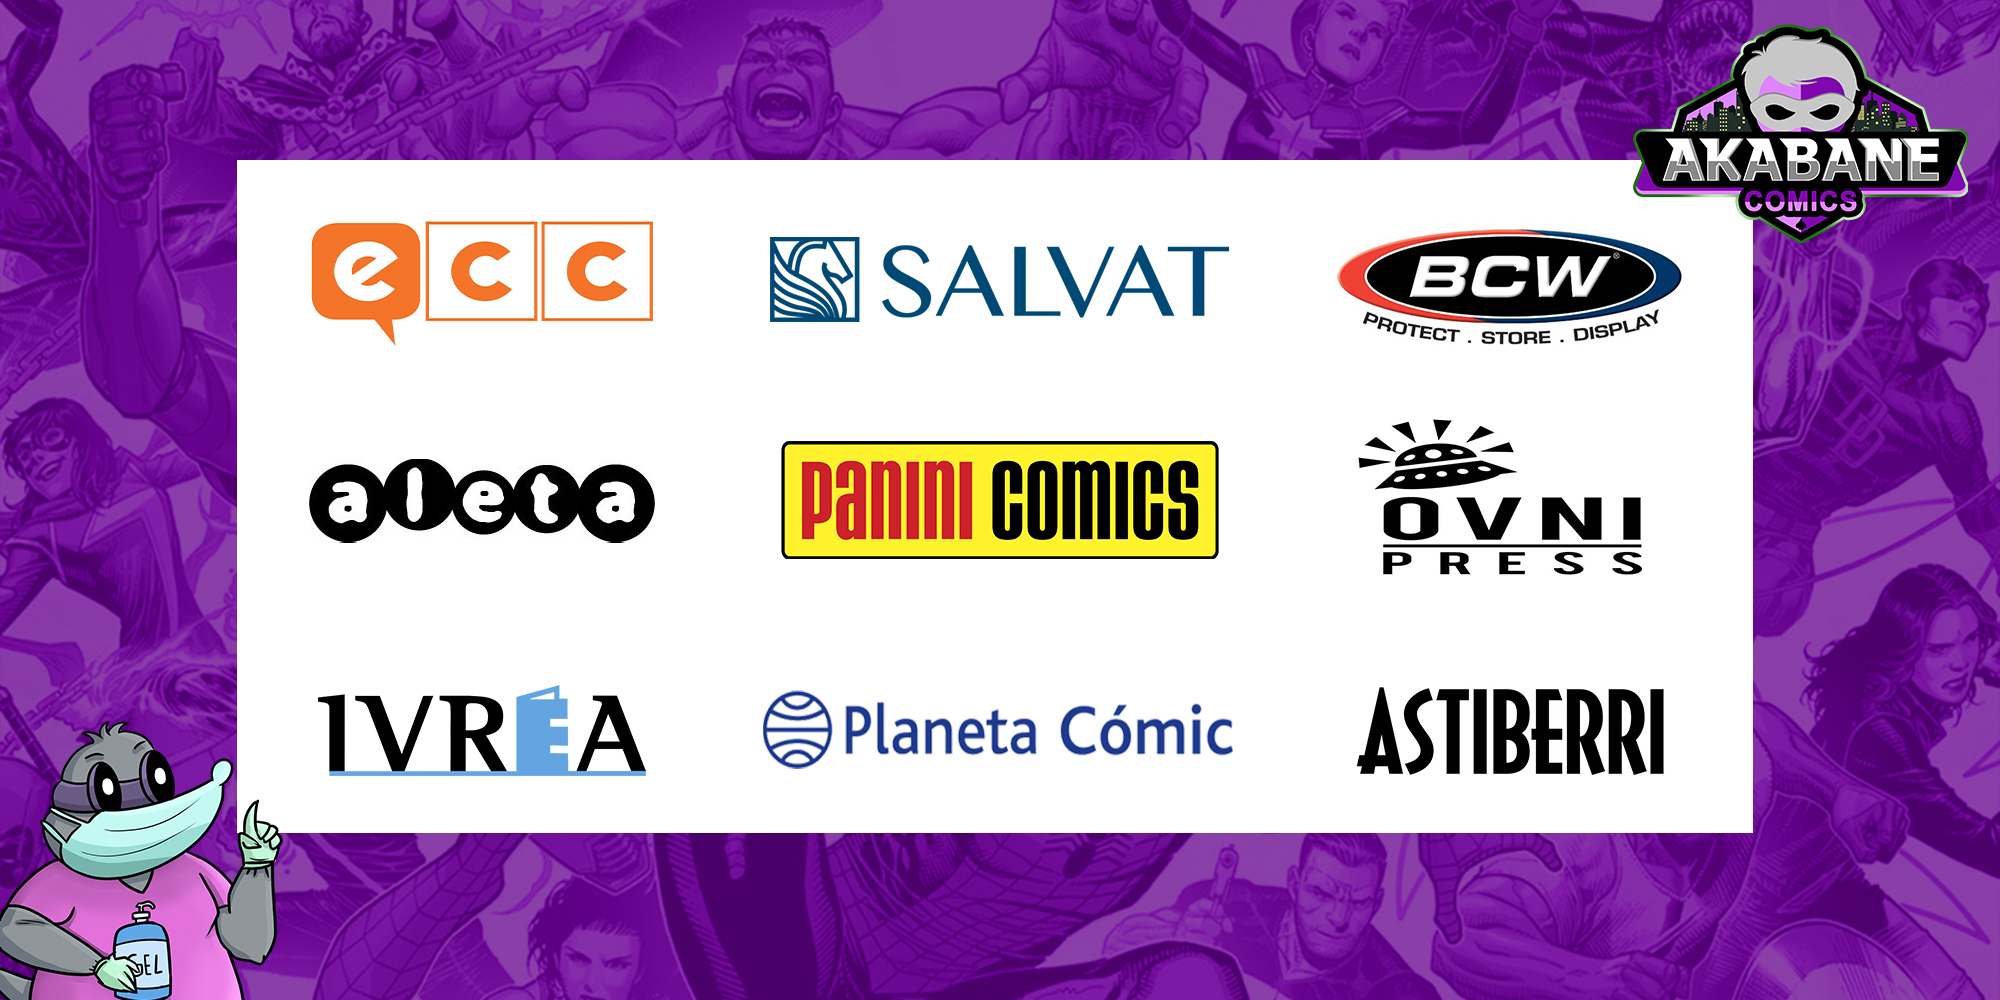 AKABANE
COMICS
ecc
SALVAT
BCW®
PROTECT . STORE . DISPLAY
aleta
PANINI COMICS
OVNI
PRESS
IVREA
Planeta Cómic
ASTIBERRI
GEL